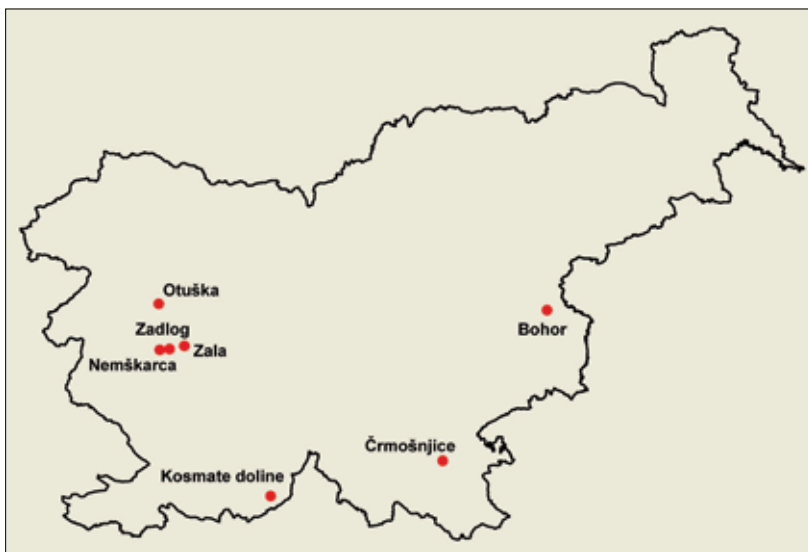 Otuška
Zadlog
Zala
Nemškarca
Bohor
Črmošnjice
Kosmate doline